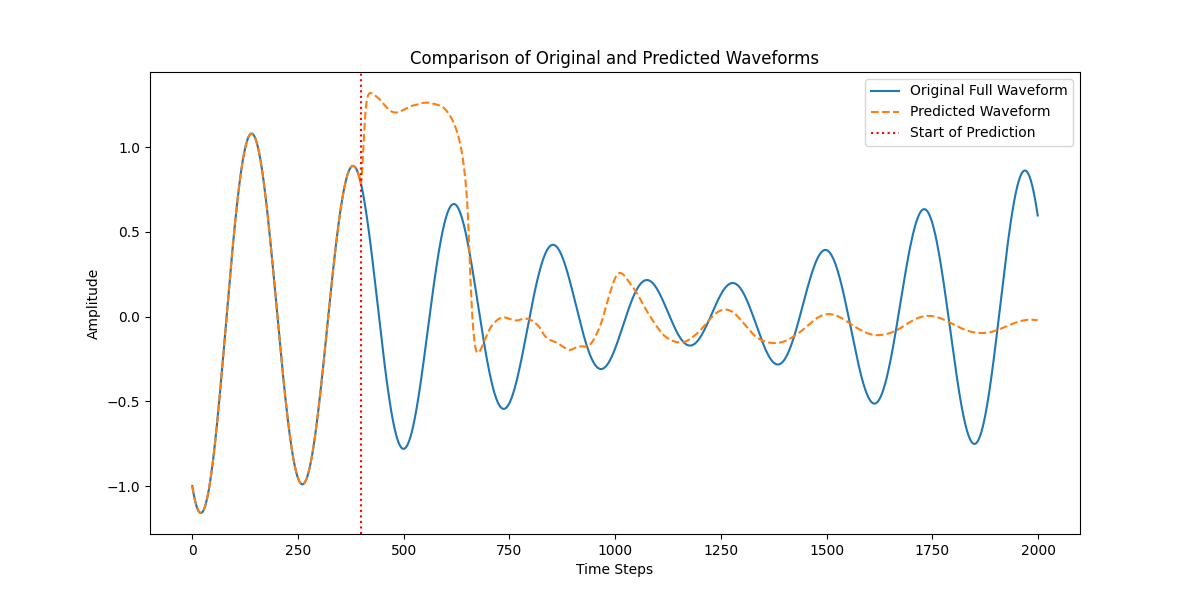 Comparison of Original and Predicted Waveforms
Original Full Waveform
Predicted Waveform
Start of Prediction
Amplitude
1.0
0.5
0.0
−0.5
−1.0
0 250 500 750 1000 1250 1500 1750 2000
Time Steps